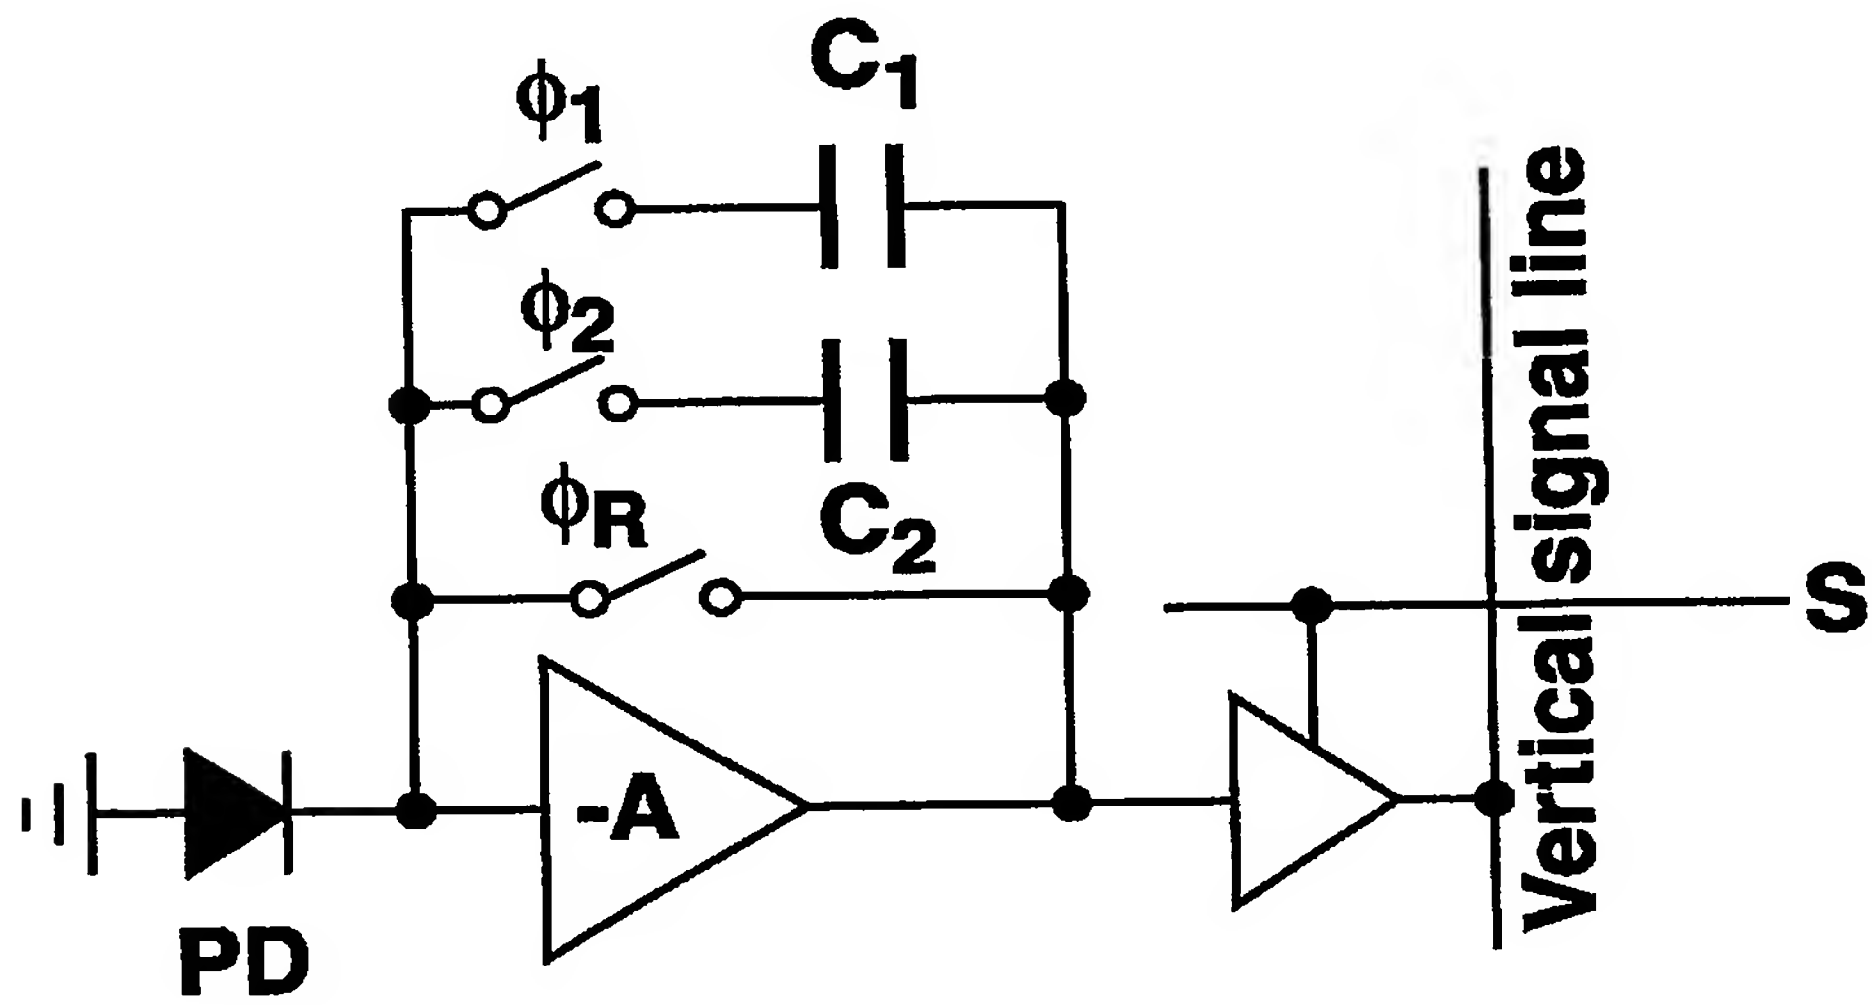 C1
ϕ1
ϕ2
ϕR
C2
Vertical signal line
S
-A
PD